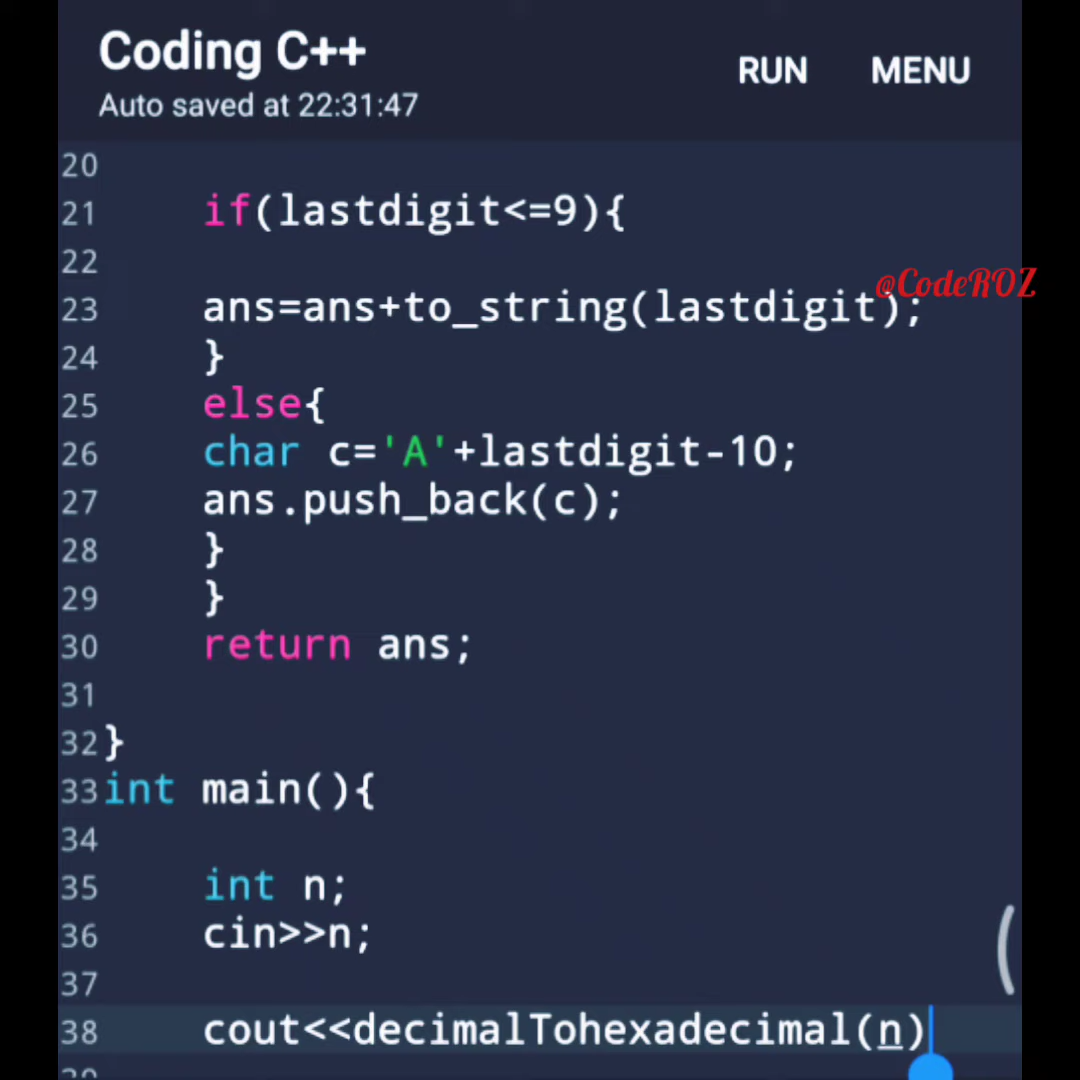 Coding C++
RUN MENU
Auto saved at 22:31:47
20
21 if(lastdigit<=9){
22
@CodeROZ
23 ans=ans+to_string(lastdigit);
24 }
25 else{
26 char c='A'+lastdigit-10;
27 ans.push_back(c);
28 }
29 }
30 return ans;
31
32 }
33 int main(){
34
35 int n;
36 cin>>n;
37
38 cout<<decimalTohexadecimal(n)